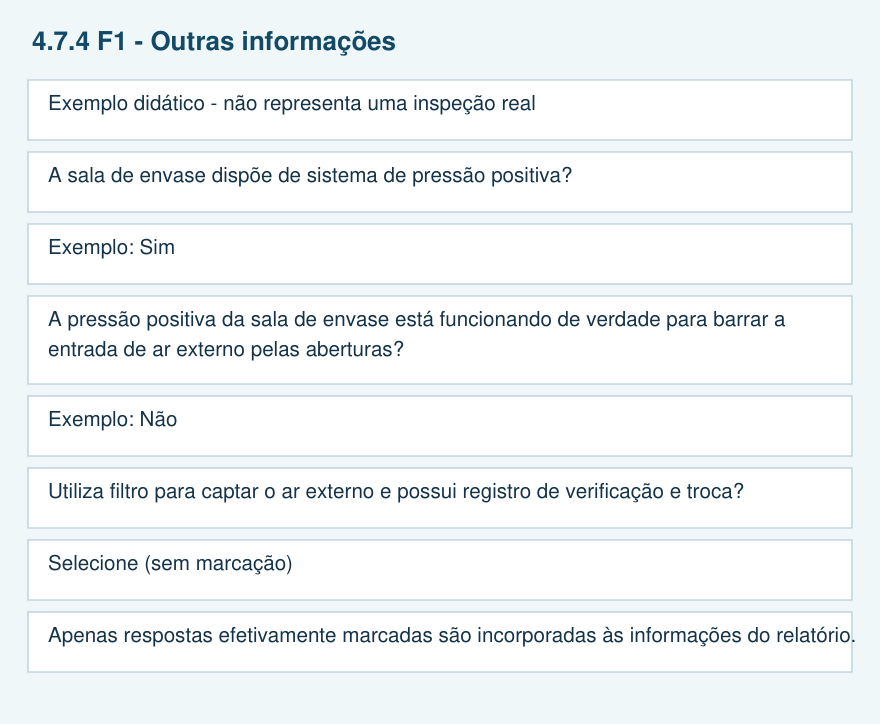 4.7.4 F1 - Outras informações
Exemplo didático - não representa uma inspeção real
A sala de envase dispõe de sistema de pressão positiva?
Exemplo: Sim
A pressão positiva da sala de envase está funcionando de verdade para barrar a
entrada de ar externo pelas aberturas?
Exemplo: Não
Utiliza filtro para captar o ar externo e possui registro de verificação e troca?
Selecione (sem marcação)
Apenas respostas efetivamente marcadas são incorporadas às informações do relatório.